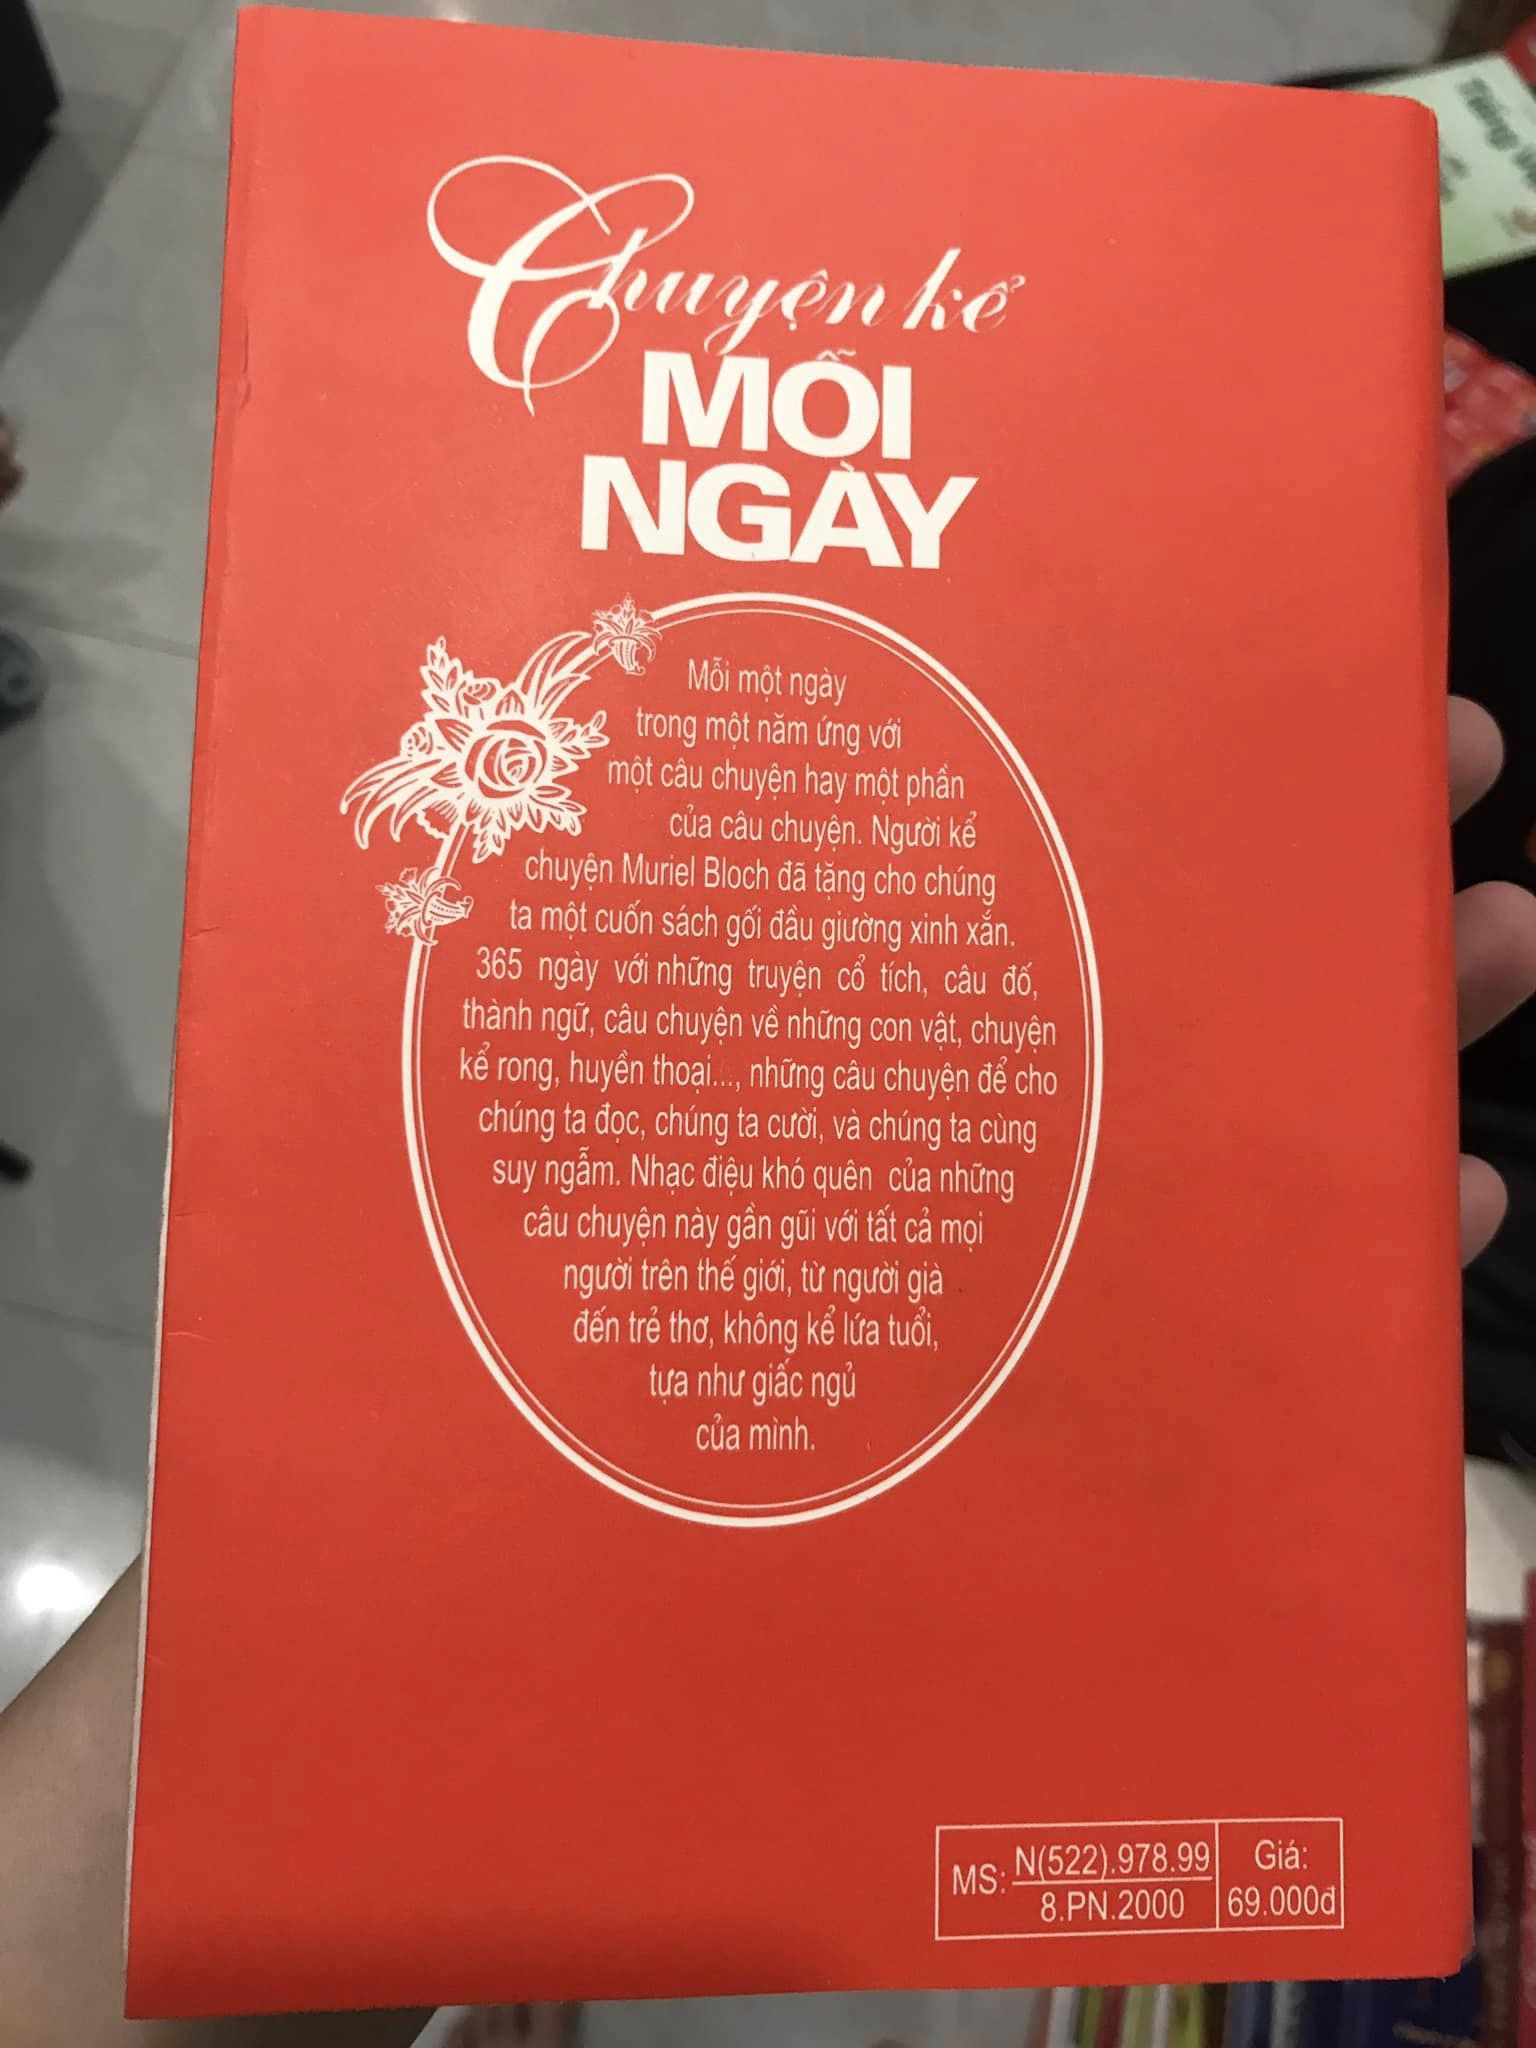 Chuyện kể
MỖI
NGÀY
Mỗi một ngày
trong một năm ứng với
một câu chuyện hay một phần
của câu chuyện. Người kể
chuyện Muriel Bloch đã tặng cho chúng
ta một cuốn sách gối đầu giường xinh xắn.
365 ngày với những truyện cổ tích, câu đố,
thành ngữ, câu chuyện về những con vật, chuyện
kể rong, huyền thoại..., những câu chuyện để cho
chúng ta đọc, chúng ta cười, và chúng ta cùng
suy ngẫm. Nhạc điệu khó quên của những
câu chuyện này gần gũi với tất cả mọi
người trên thế giới, từ người già
đến trẻ thơ, không kể lứa tuổi,
tựa như giấc ngủ
của mình.
MS: N(522).978.99
8.PN.2000
Giá:
69.000đ